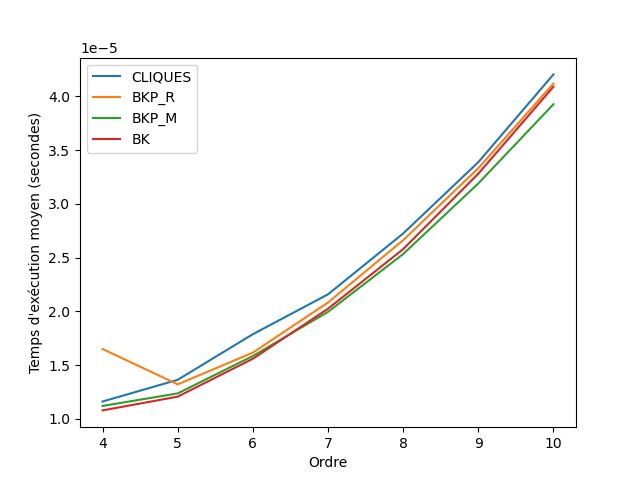 1e−5
CLIQUES
BKP_R
BKP_M
BK
4.0
3.5
3.0
2.5
2.0
1.5
1.0
Temps d'exécution moyen (secondes)
4 5 6 7 8 9 10
Ordre